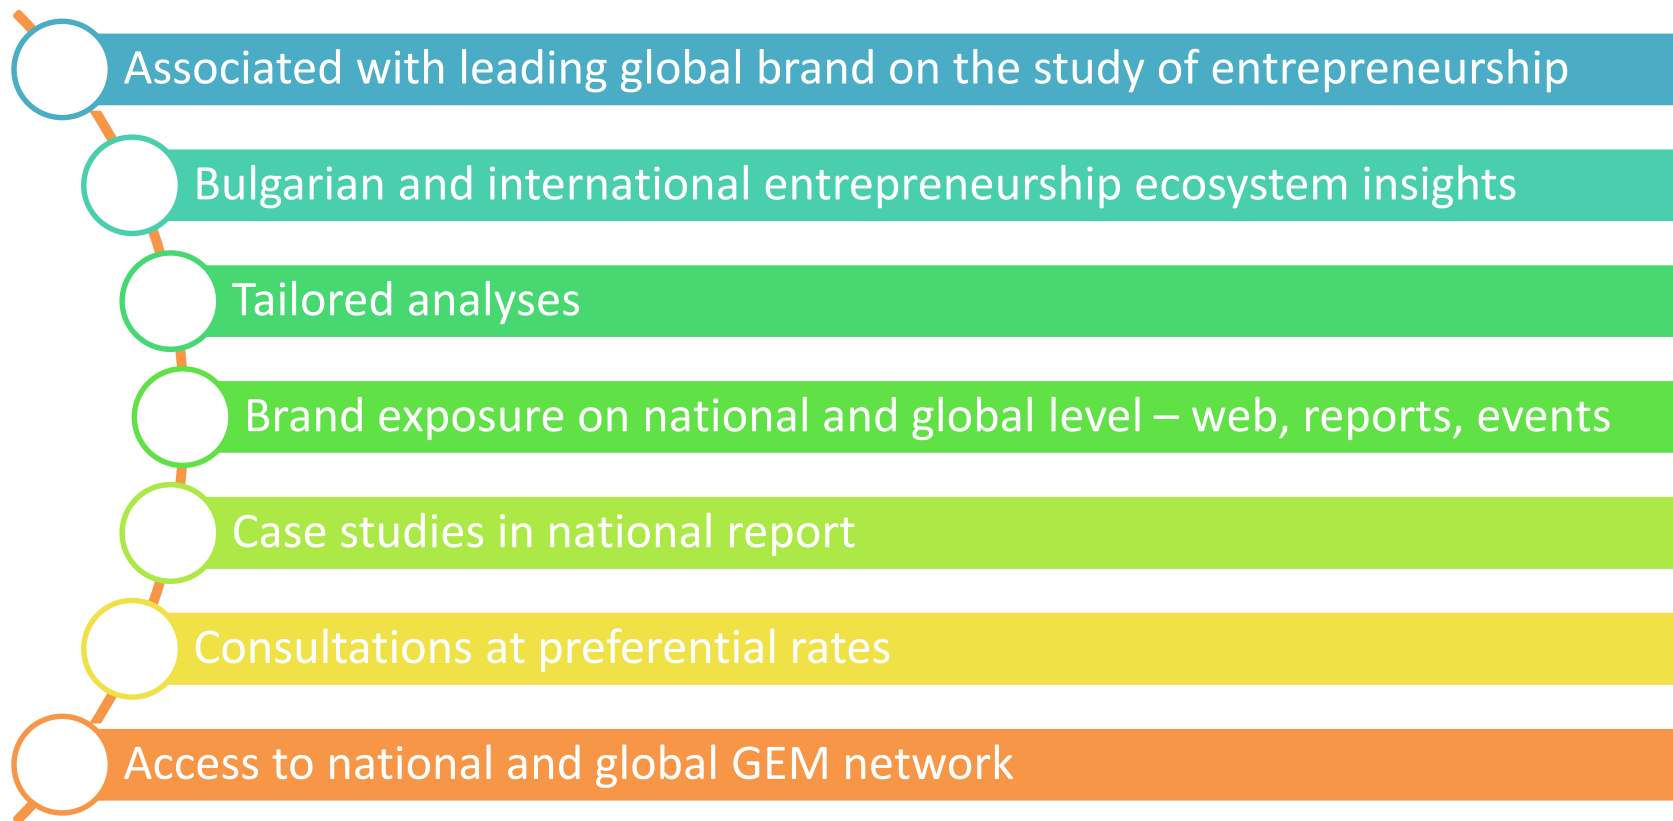 Associated with leading global brand on the study of entrepreneurship
Bulgarian and international entrepreneurship ecosystem insights
Tailored analyses
Brand exposure on national and global level – web, reports, events
Case studies in national report
Consultations at preferential rates
Access to national and global GEM network